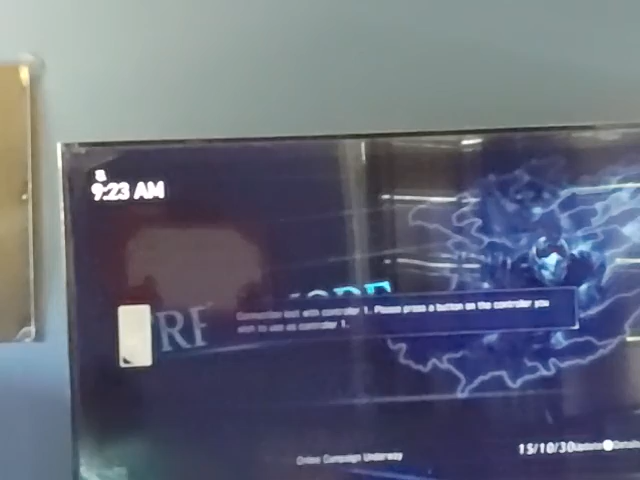 9:23 AM
Connection lost with controller 1. Please press a button on the controller you
wish to use as controller 1.
Online Campaign Underway
15/10/30